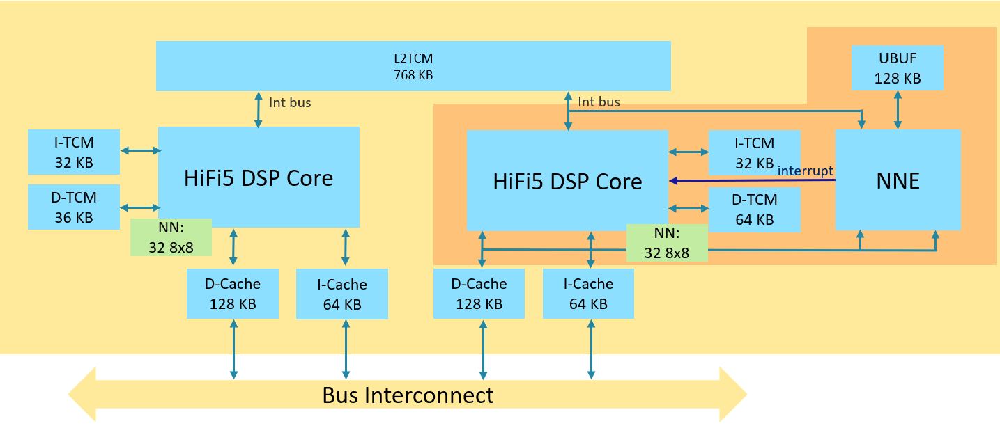 L2TCM
768 KB
UBUF
128 KB
Int bus
Int bus
I-TCM
32 KB
D-TCM
36 KB
HiFi5 DSP Core
NN:
32 8x8
HiFi5 DSP Core
I-TCM
32 KB
interrupt
D-TCM
64 KB
NNE
NN:
32 8x8
D-Cache
128 KB
I-Cache
64 KB
D-Cache
128 KB
I-Cache
64 KB
Bus Interconnect